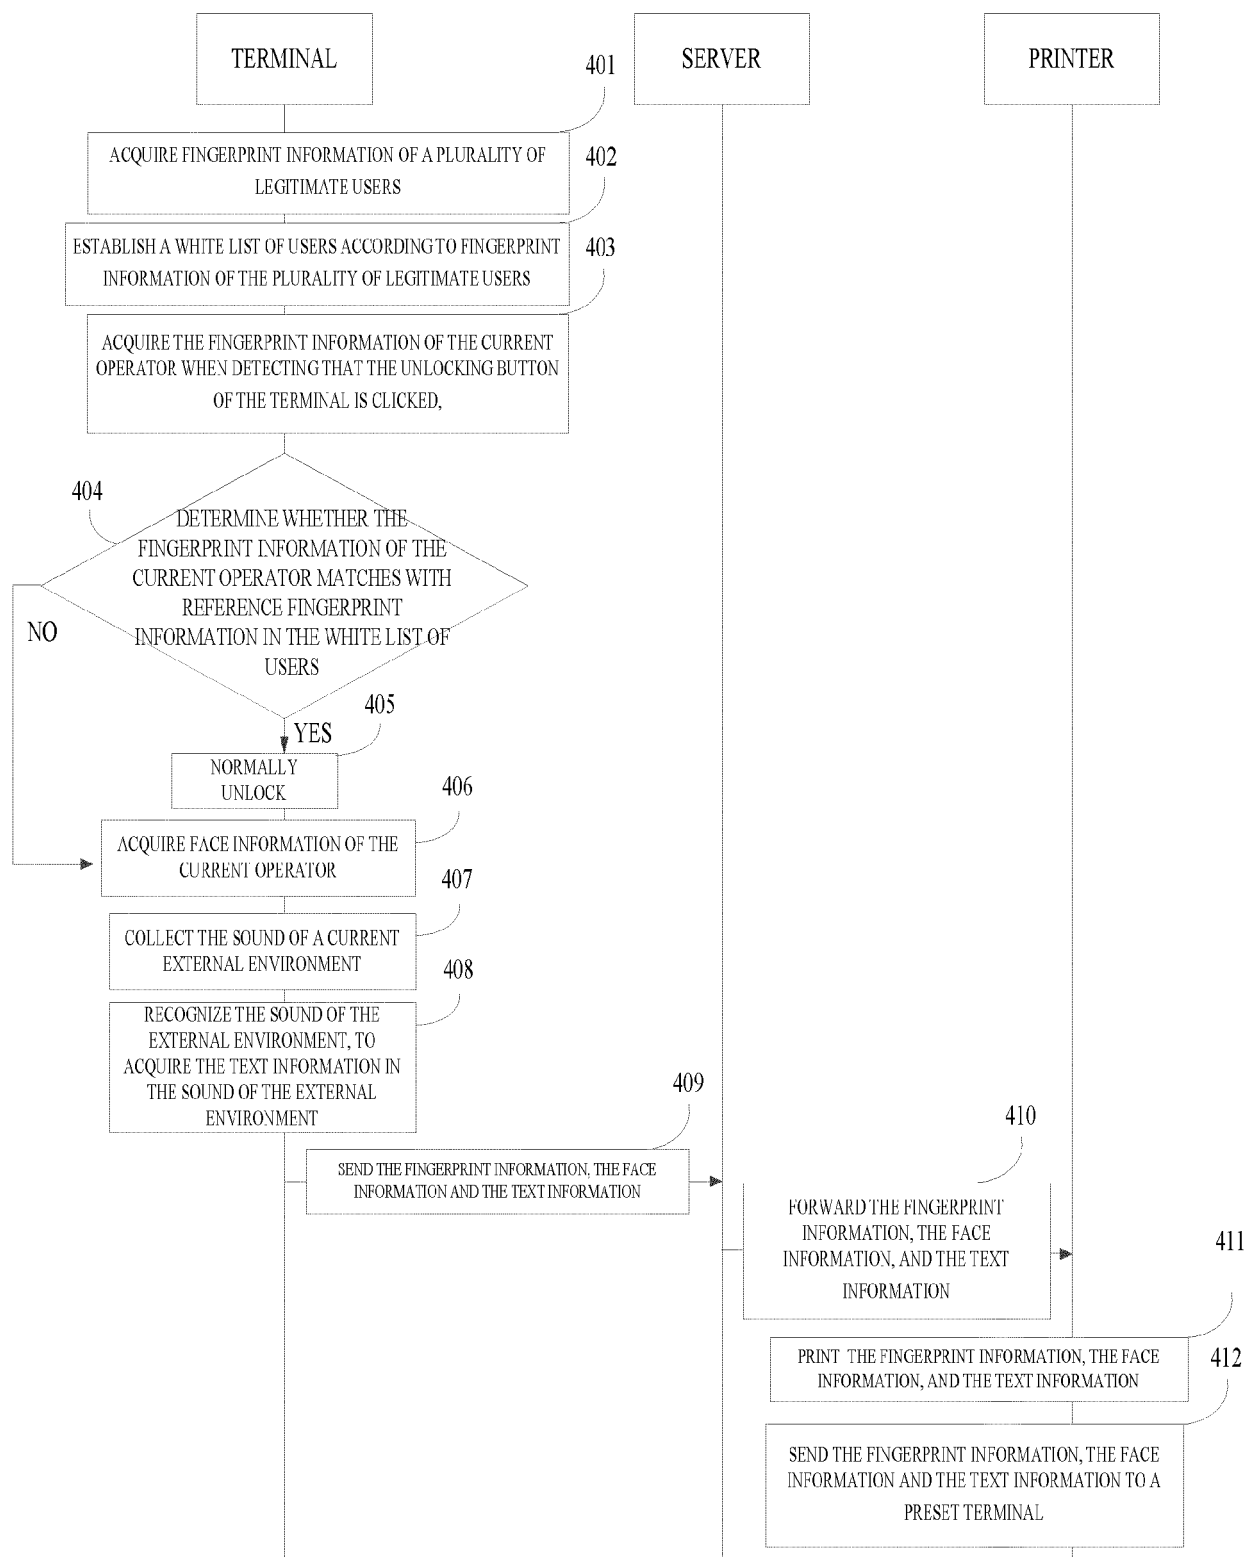 TERMINAL
SERVER
PRINTER
401
ACQUIRE FINGERPRINT INFORMATION OF A PLURALITY OF
LEGITIMATE USERS
402
ESTABLISH A WHITE LIST OF USERS ACCORDING TO FINGERPRINT
INFORMATION OF THE PLURALITY OF LEGITIMATE USERS
403
ACQUIRE THE FINGERPRINT INFORMATION OF THE CURRENT
OPERATOR WHEN DETECTING THAT THE UNLOCKING BUTTON
OF THE TERMINAL IS CLICKED,
404
DETERMINE WHETHER THE
FINGERPRINT INFORMATION OF THE
CURRENT OPERATOR MATCHES WITH
REFERENCE FINGERPRINT
INFORMATION IN THE WHITE LIST OF
USERS
NO
YES
405
NORMALLY
UNLOCK
406
ACQUIRE FACE INFORMATION OF THE
CURRENT OPERATOR
407
COLLECT THE SOUND OF A CURRENT
EXTERNAL ENVIRONMENT
408
RECOGNIZE THE SOUND OF THE
EXTERNAL ENVIRONMENT, TO
ACQUIRE THE TEXT INFORMATION IN
THE SOUND OF THE EXTERNAL
ENVIRONMENT
409
SEND THE FINGERPRINT INFORMATION, THE FACE
INFORMATION AND THE TEXT INFORMATION
410
FORWARD THE FINGERPRINT
INFORMATION, THE FACE
INFORMATION, AND THE TEXT
INFORMATION
411
PRINT THE FINGERPRINT INFORMATION, THE FACE
INFORMATION, AND THE TEXT INFORMATION
412
SEND THE FINGERPRINT INFORMATION, THE FACE
INFORMATION AND THE TEXT INFORMATION TO A
PRESET TERMINAL